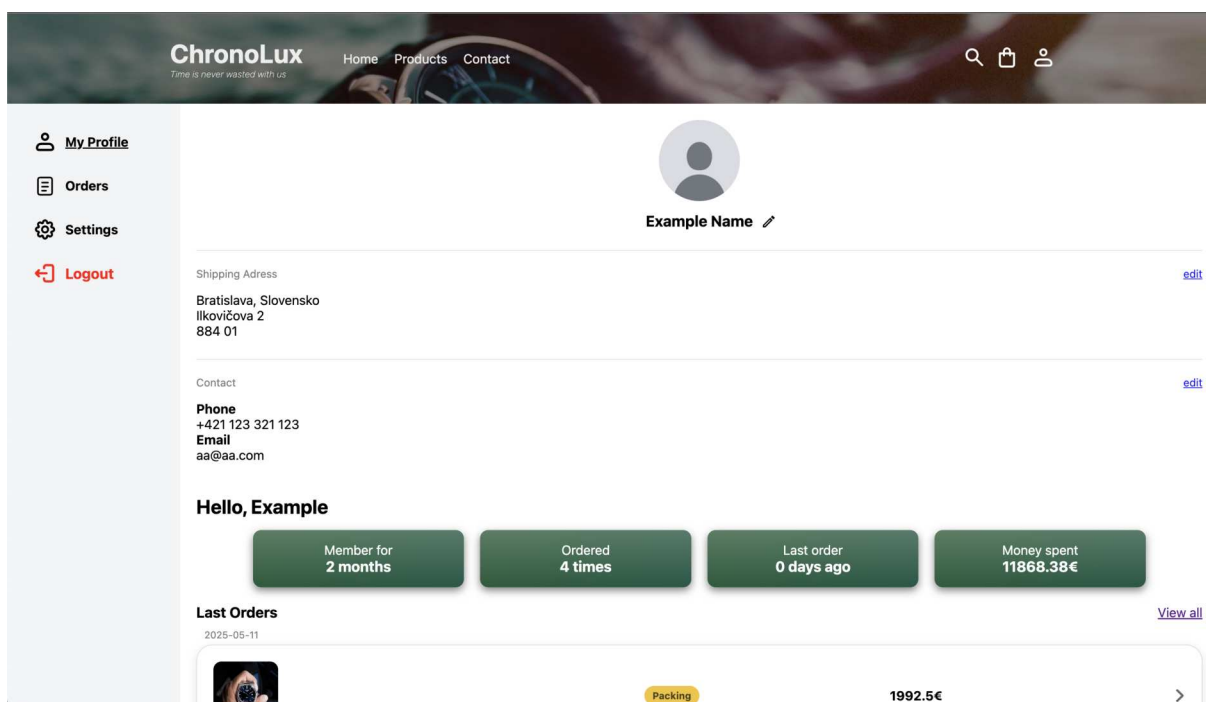 ChronoLux
Time is never wasted with us
Home Products Contact
My Profile
Orders
Settings
Logout
Example Name
Shipping Adress
edit
Bratislava, Slovensko
Ilkovičova 2
884 01
Contact
edit
Phone
+421 123 321 123
Email
aa@aa.com
Hello, Example
Member for
2 months
Ordered
4 times
Last order
0 days ago
Money spent
11868.38€
Last Orders
View all
2025-05-11
Packing
1992.5€